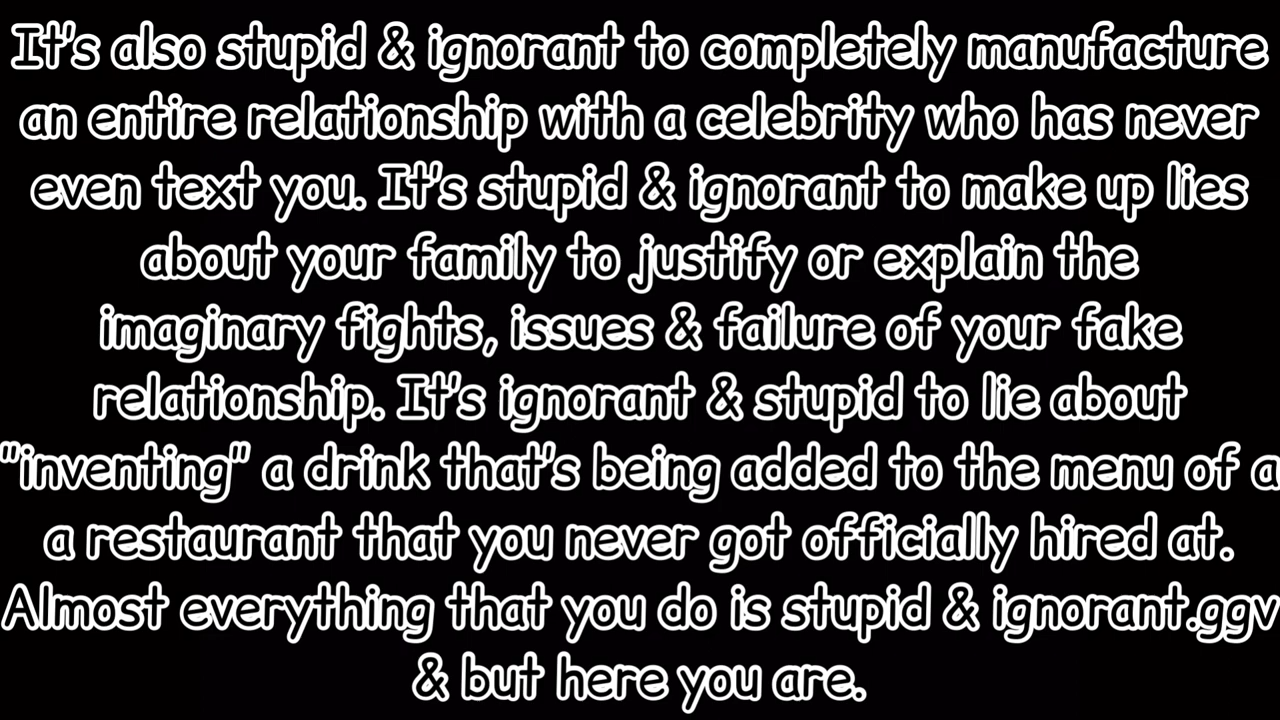 It's also stupid & ignorant to completely manufacture
an entire relationship with a celebrity who has never
even text you. It's stupid & ignorant to make up lies
about your family to justify or explain the
imaginary fights, issues & failure of your fake
relationship. It's ignorant & stupid to lie about
"inventing" a drink that's being added to the menu of a
a restaurant that you never got officially hired at.
Almost everything that you do is stupid & ignorant.ggv
& but here you are.